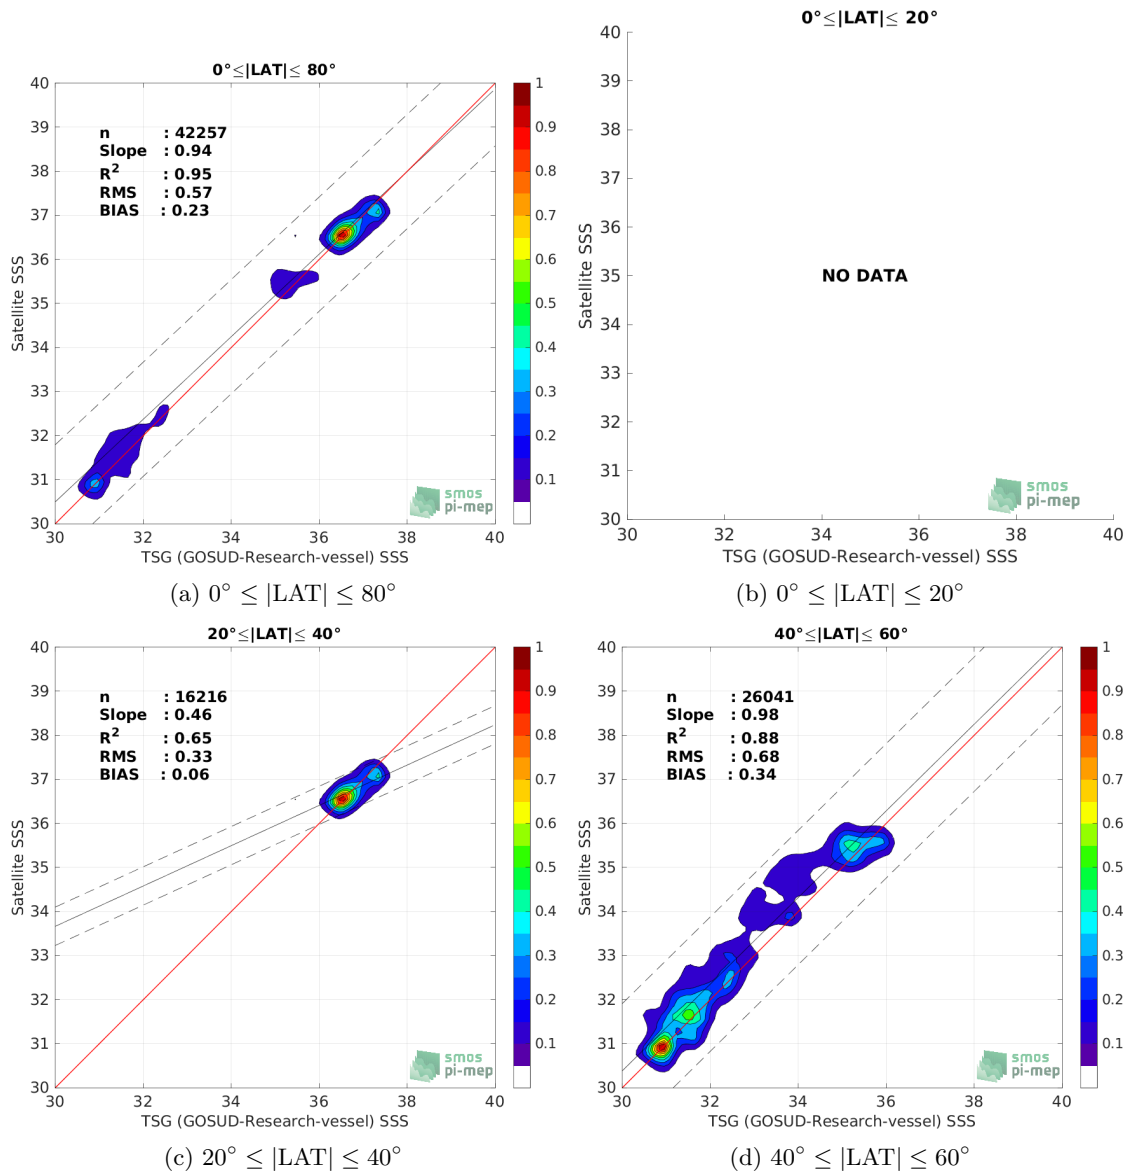 0°≤|LAT|≤ 80°
40
39
38
37
36
35
34
33
32
31
30
Satellite SSS
n : 42257
Slope : 0.94
R² : 0.95
RMS : 0.57
BIAS : 0.23
smos
pi-mep
30 32 34 36 38 40
TSG (GOSUD-Research-vessel) SSS
1
0.9
0.8
0.7
0.6
0.5
0.4
0.3
0.2
0.1
(a) 0° ≤ |LAT| ≤ 80°
0°≤|LAT|≤ 20°
40
39
38
37
36
35
34
33
32
31
30
Satellite SSS
NO DATA
smos
pi-mep
30 32 34 36 38 40
TSG (GOSUD-Research-vessel) SSS
(b) 0° ≤ |LAT| ≤ 20°
20°≤|LAT|≤ 40°
40
39
38
37
36
35
34
33
32
31
30
Satellite SSS
n : 16216
Slope : 0.46
R² : 0.65
RMS : 0.33
BIAS : 0.06
smos
pi-mep
30 32 34 36 38 40
TSG (GOSUD-Research-vessel) SSS
1
0.9
0.8
0.7
0.6
0.5
0.4
0.3
0.2
0.1
(c) 20° ≤ |LAT| ≤ 40°
40°≤|LAT|≤ 60°
40
39
38
37
36
35
34
33
32
31
30
Satellite SSS
n : 26041
Slope : 0.98
R² : 0.88
RMS : 0.68
BIAS : 0.34
smos
pi-mep
30 32 34 36 38 40
TSG (GOSUD-Research-vessel) SSS
1
0.9
0.8
0.7
0.6
0.5
0.4
0.3
0.2
0.1
(d) 40° ≤ |LAT| ≤ 60°